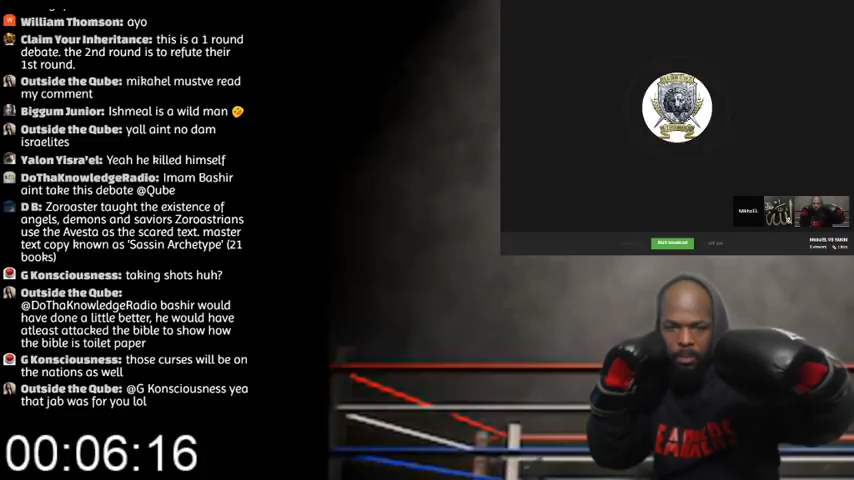 William Thomson: ayo
Claim Your Inheritance: this is a 1 round
debate. the 2nd round is to refute their
1st round.
Outside the Qube: mikahel mustve read
my comment
Biggum Junior: Ishmeal is a wild man 🤣
Outside the Qube: yall aint no dam
israelites
Yalon Yisra'el: Yeah he killed himself
DoThaKnowledgeRadio: Imam Bashir
aint take this debate @Qube
D B: Zoroaster taught the existence of
angels, demons and saviors Zoroastrians
use the Avesta as the scared text. master
text copy known as 'Sassin Archetype' (21
books)
G Konsciousness: taking shots huh?
Outside the Qube:
@DoThaKnowledgeRadio bashir would
have done a little better, he would have
atleast attacked the bible to show how
the bible is toilet paper
G Konsciousness: those curses will be on
the nations as well
Outside the Qube: @G Konsciousness yea
that jab was for you lol
00:06:16
Start broadcast